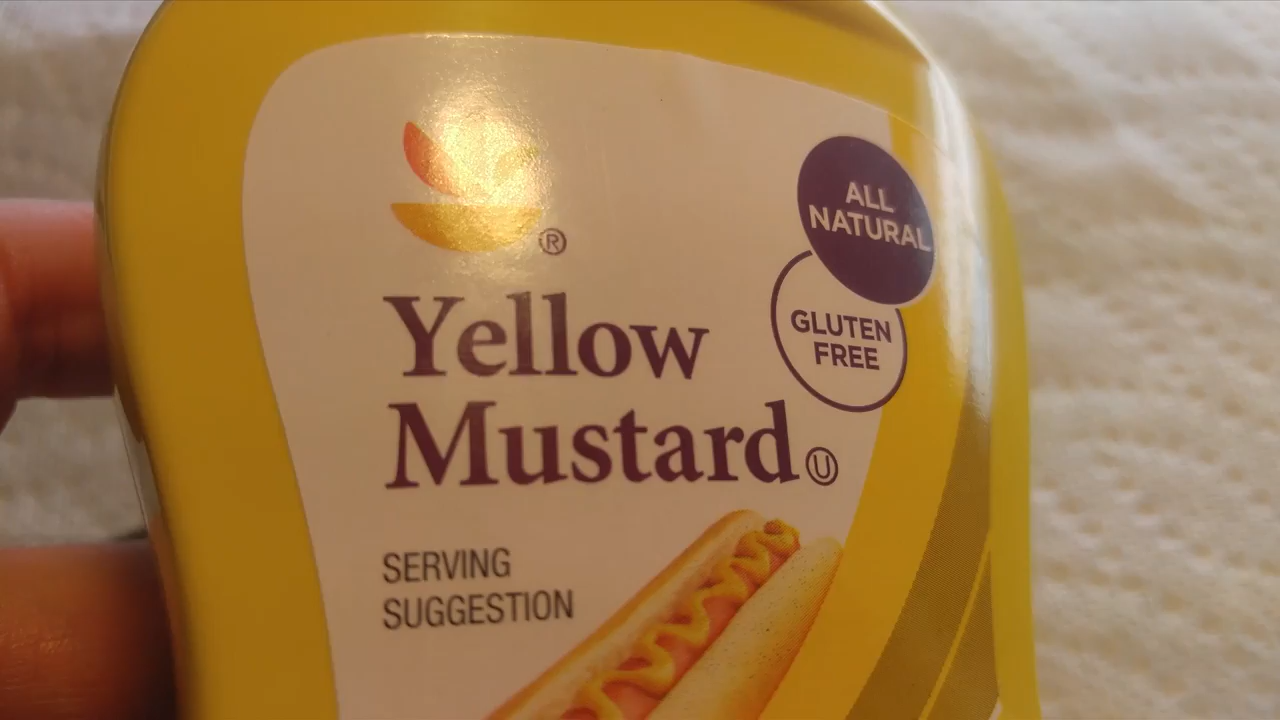 ®
ALL
NATURAL
GLUTEN
FREE
Yellow
Mustard Ⓤ
SERVING
SUGGESTION